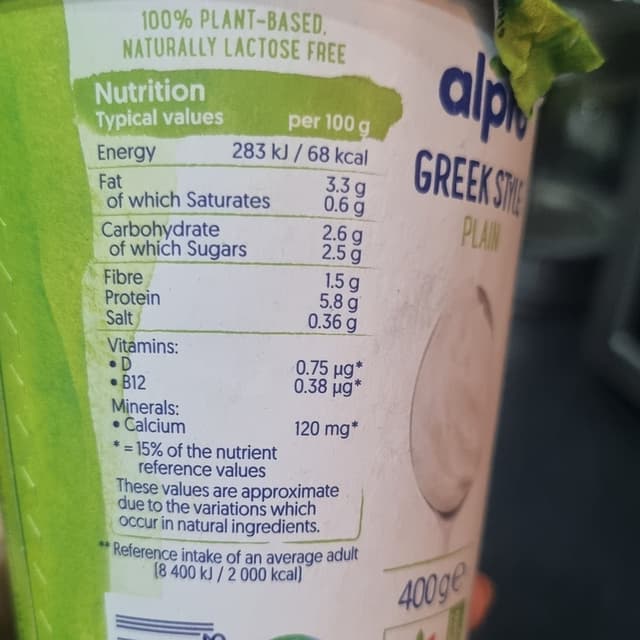 100% PLANT-BASED,
NATURALLY LACTOSE FREE
Nutrition
Typical values per 100 g
Energy 283 kJ / 68 kcal
Fat 3.3 g
of which Saturates 0.6 g
Carbohydrate 2.6 g
of which Sugars 2.5 g
Fibre 1.5 g
Protein 5.8 g
Salt 0.36 g
Vitamins:
• D 0.75 µg*
• B12 0.38 µg*
Minerals:
• Calcium 120 mg*
* = 15% of the nutrient
reference values
These values are approximate
due to the variations which
occur in natural ingredients.
** Reference intake of an average adult
(8 400 kJ / 2 000 kcal)
alpro
GREEK STYLE
PLAIN
400 g e